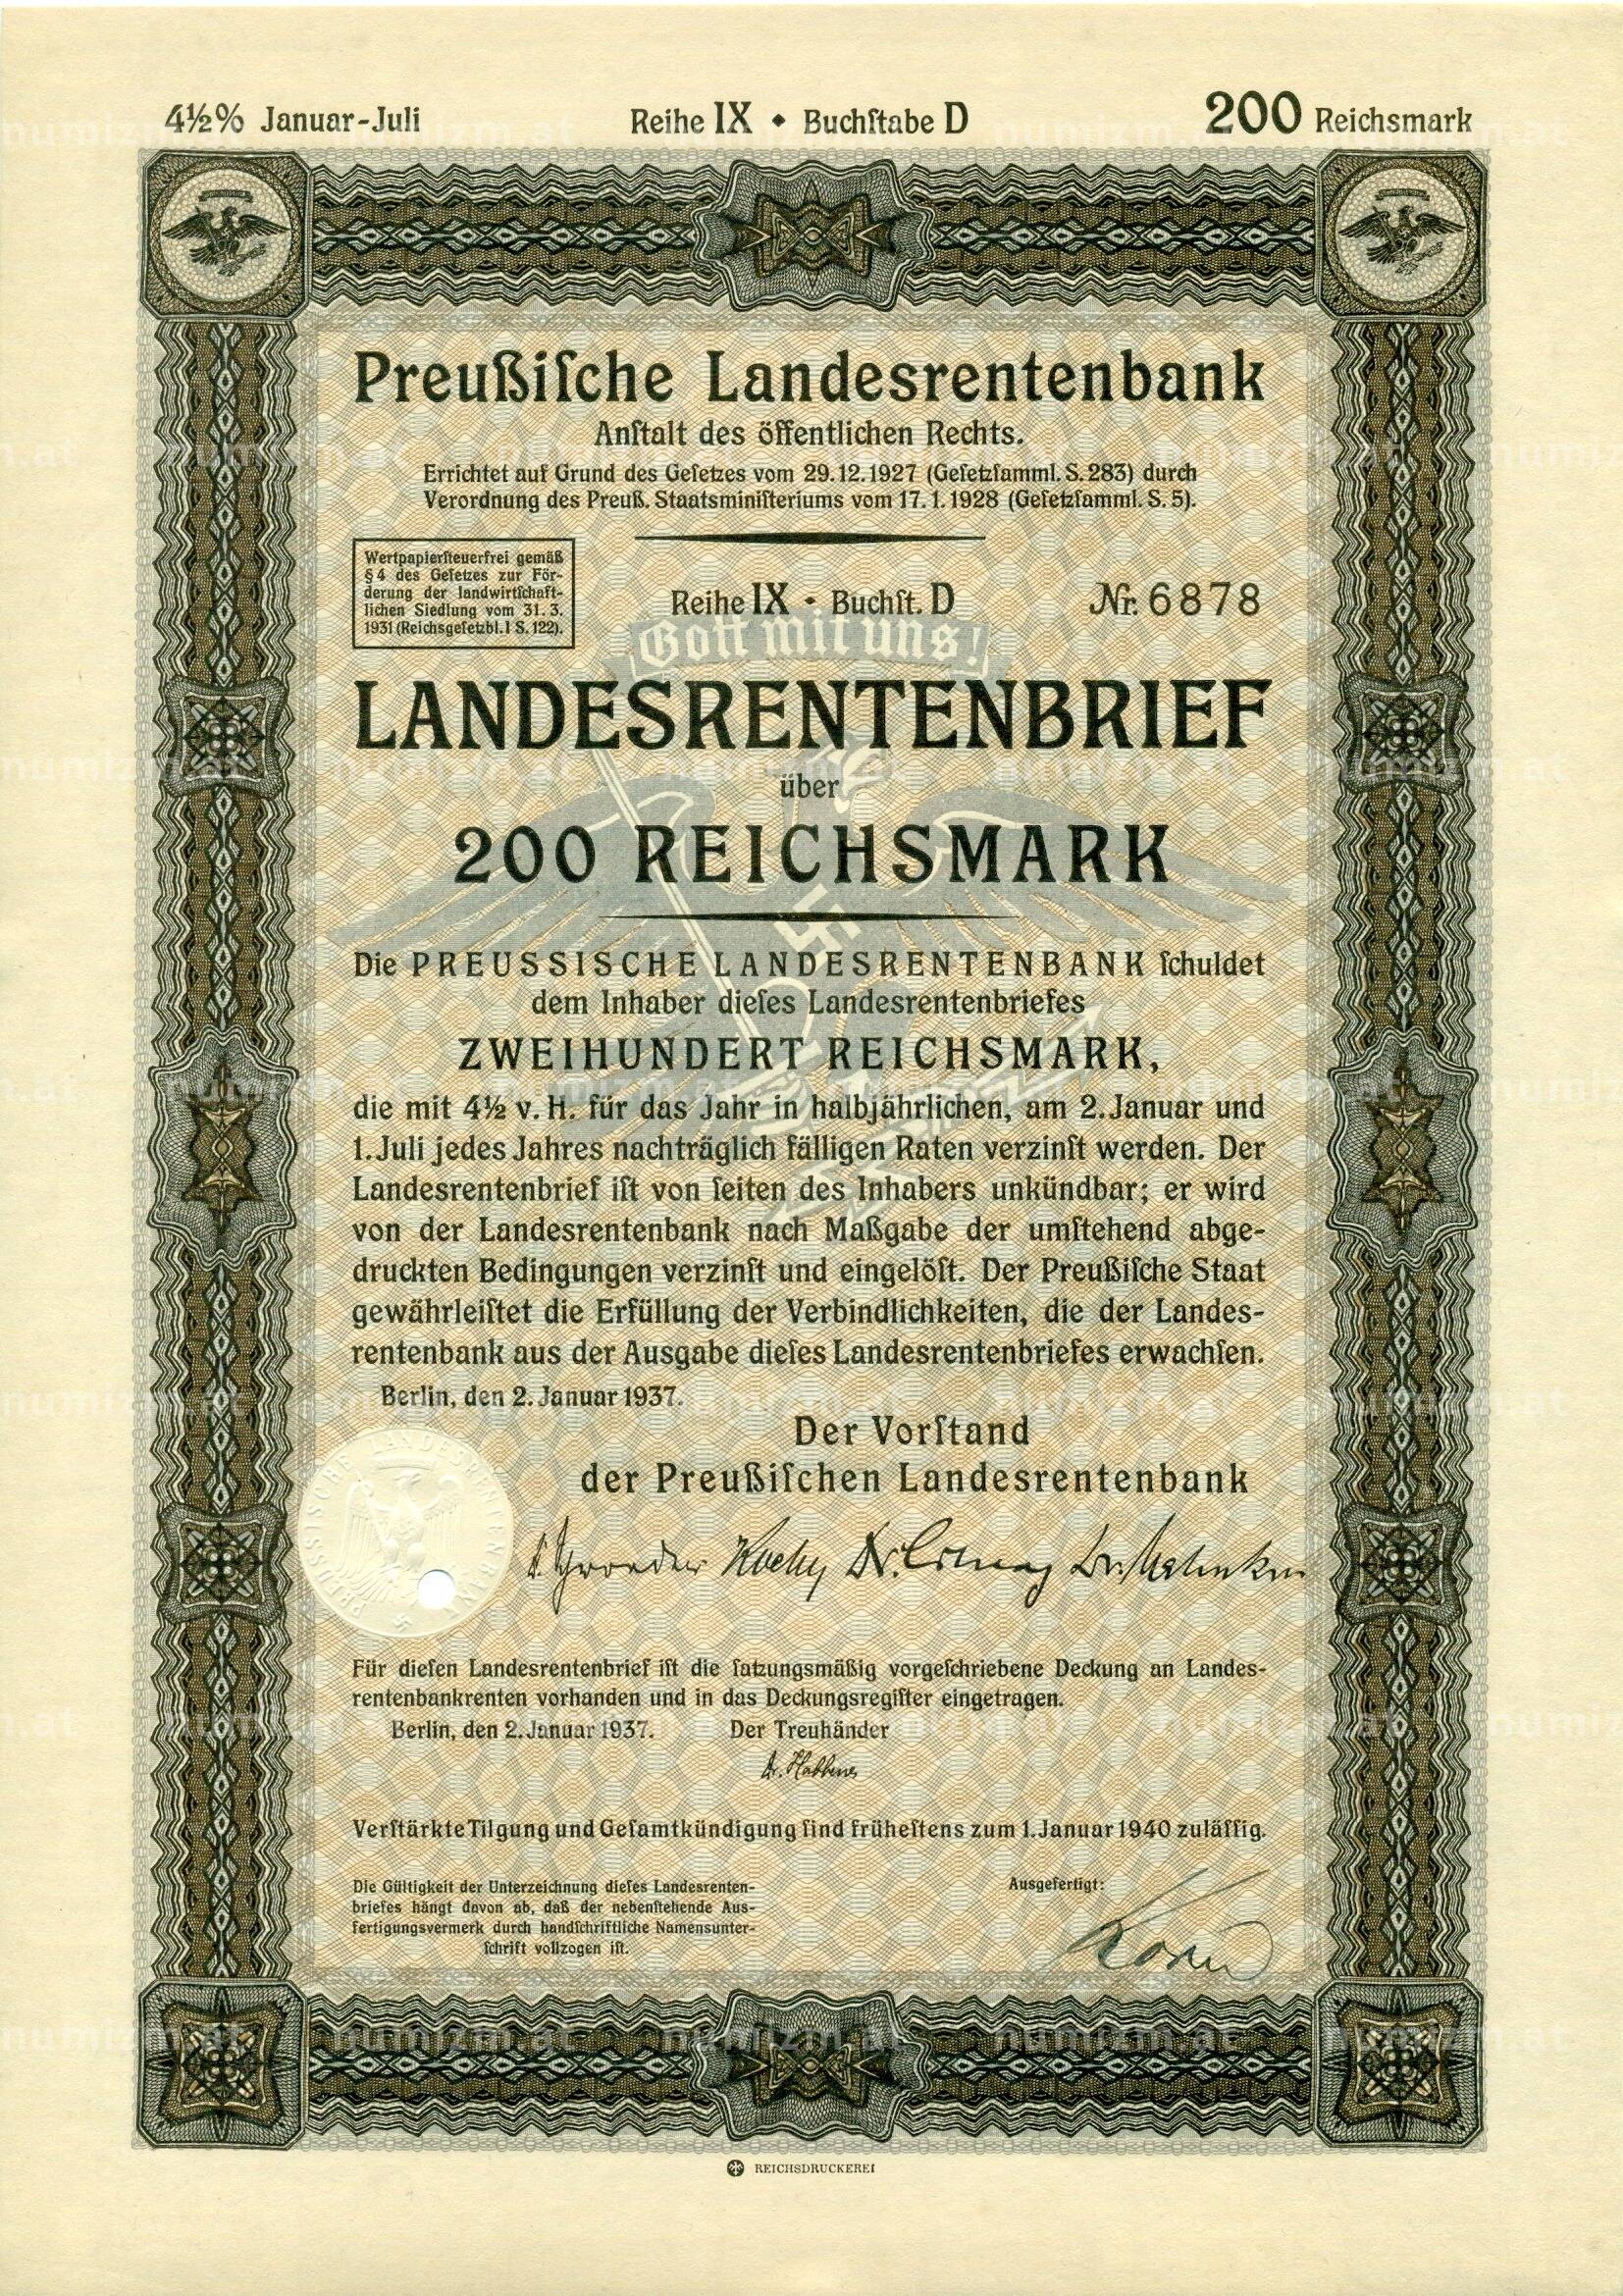 4½% Januar-Juli
Reihe IX ◆ Buchſtabe D
200 Reichsmark
Preußiſche Landesrentenbank
Anſtalt des öffentlichen Rechts.
Errichtet auf Grund des Geſetzes vom 29.12.1927 (Geſetzſamml. S. 283) durch
Verordnung des Preuß. Staatsminiſteriums vom 17. 1. 1928 (Geſetzſamml. S. 5).
Wertpapierſteuerfrei gemäß
§ 4 des Geſetzes zur För-
derung der landwirtſchaft-
lichen Siedlung vom 31. 3.
1931 (Reichsgeſetzbl. I S. 122).
Reihe IX • Buchſt. D
Nr. 6878
Gott mit uns!
LANDESRENTENBRIEF
über
200 REICHSMARK
Die PREUSSISCHE LANDESRENTENBANK ſchuldet
dem Inhaber dieſes Landesrentenbriefes
ZWEIHUNDERT REICHSMARK,
die mit 4½ v. H. für das Jahr in halbjährlichen, am 2. Januar und
1. Juli jedes Jahres nachträglich fälligen Raten verzinſt werden. Der
Landesrentenbrief iſt von ſeiten des Inhabers unkündbar; er wird
von der Landesrentenbank nach Maßgabe der umſtehend abge-
druckten Bedingungen verzinſt und eingelöſt. Der Preußiſche Staat
gewährleiſtet die Erfüllung der Verbindlichkeiten, die der Landes-
rentenbank aus der Ausgabe dieſes Landesrentenbriefes erwachſen.
Berlin, den 2. Januar 1937.
Der Vorſtand
der Preußiſchen Landesrentenbank
PREUSSISCHE LANDESRENTENBANK
Für dieſen Landesrentenbrief iſt die ſatzungsmäßig vorgeſchriebene Deckung an Landes-
rentenbankrenten vorhanden und in das Deckungsregiſter eingetragen.
Berlin, den 2. Januar 1937. Der Treuhänder
Verſtärkte Tilgung und Geſamtkündigung ſind früheſtens zum 1. Januar 1940 zuläſſig.
Die Gültigkeit der Unterzeichnung dieſes Landesrenten-
briefes hängt davon ab, daß der nebenſtehende Aus-
fertigungsvermerk durch handſchriftliche Namensunter-
ſchrift vollzogen iſt.
Ausgefertigt:
REICHSDRUCKEREI
numizm.at